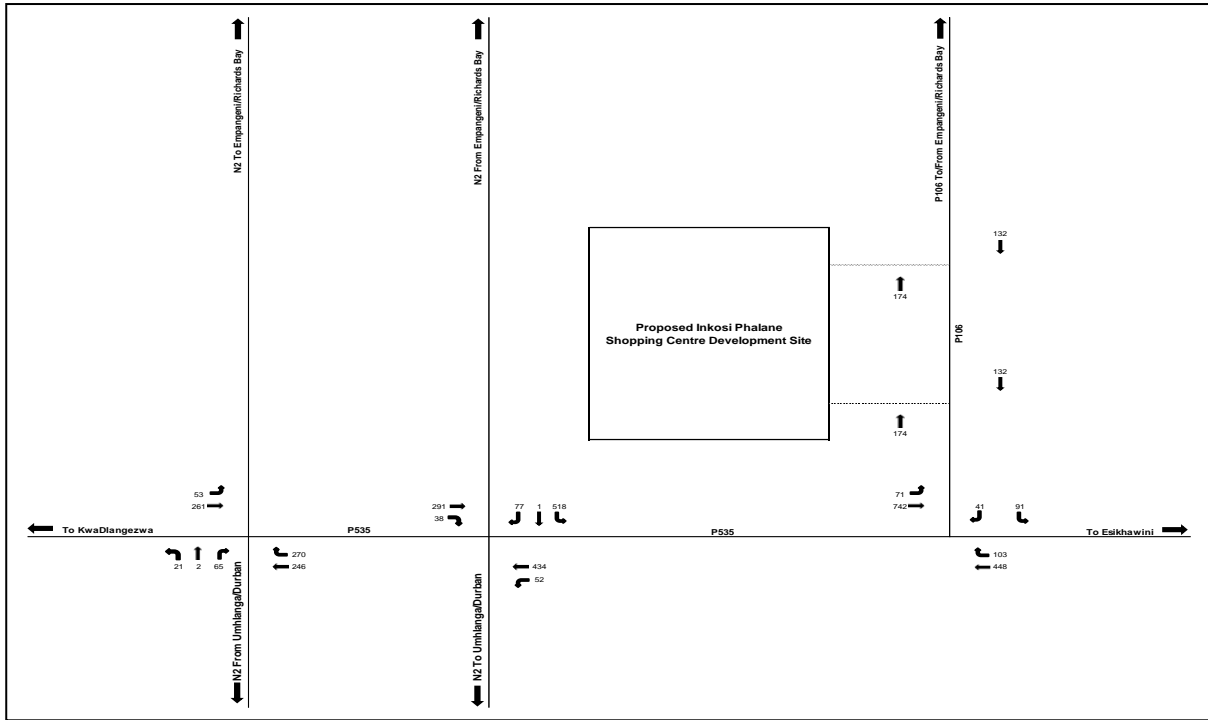 N2 To Empangeni/Richards Bay
N2 From Empangeni/Richards Bay
P106 To/From Empangeni/Richards Bay
132
174
Proposed Inkosi Phalane
Shopping Centre Development Site
P106
132
174
53
261
291
38
77 1 518
71
742
41 91
To KwaDlangezwa
P535
P535
To Esikhawini
21 2 65
270
246
434
52
103
448
N2 From Umhlanga/Durban
N2 To Umhlanga/Durban